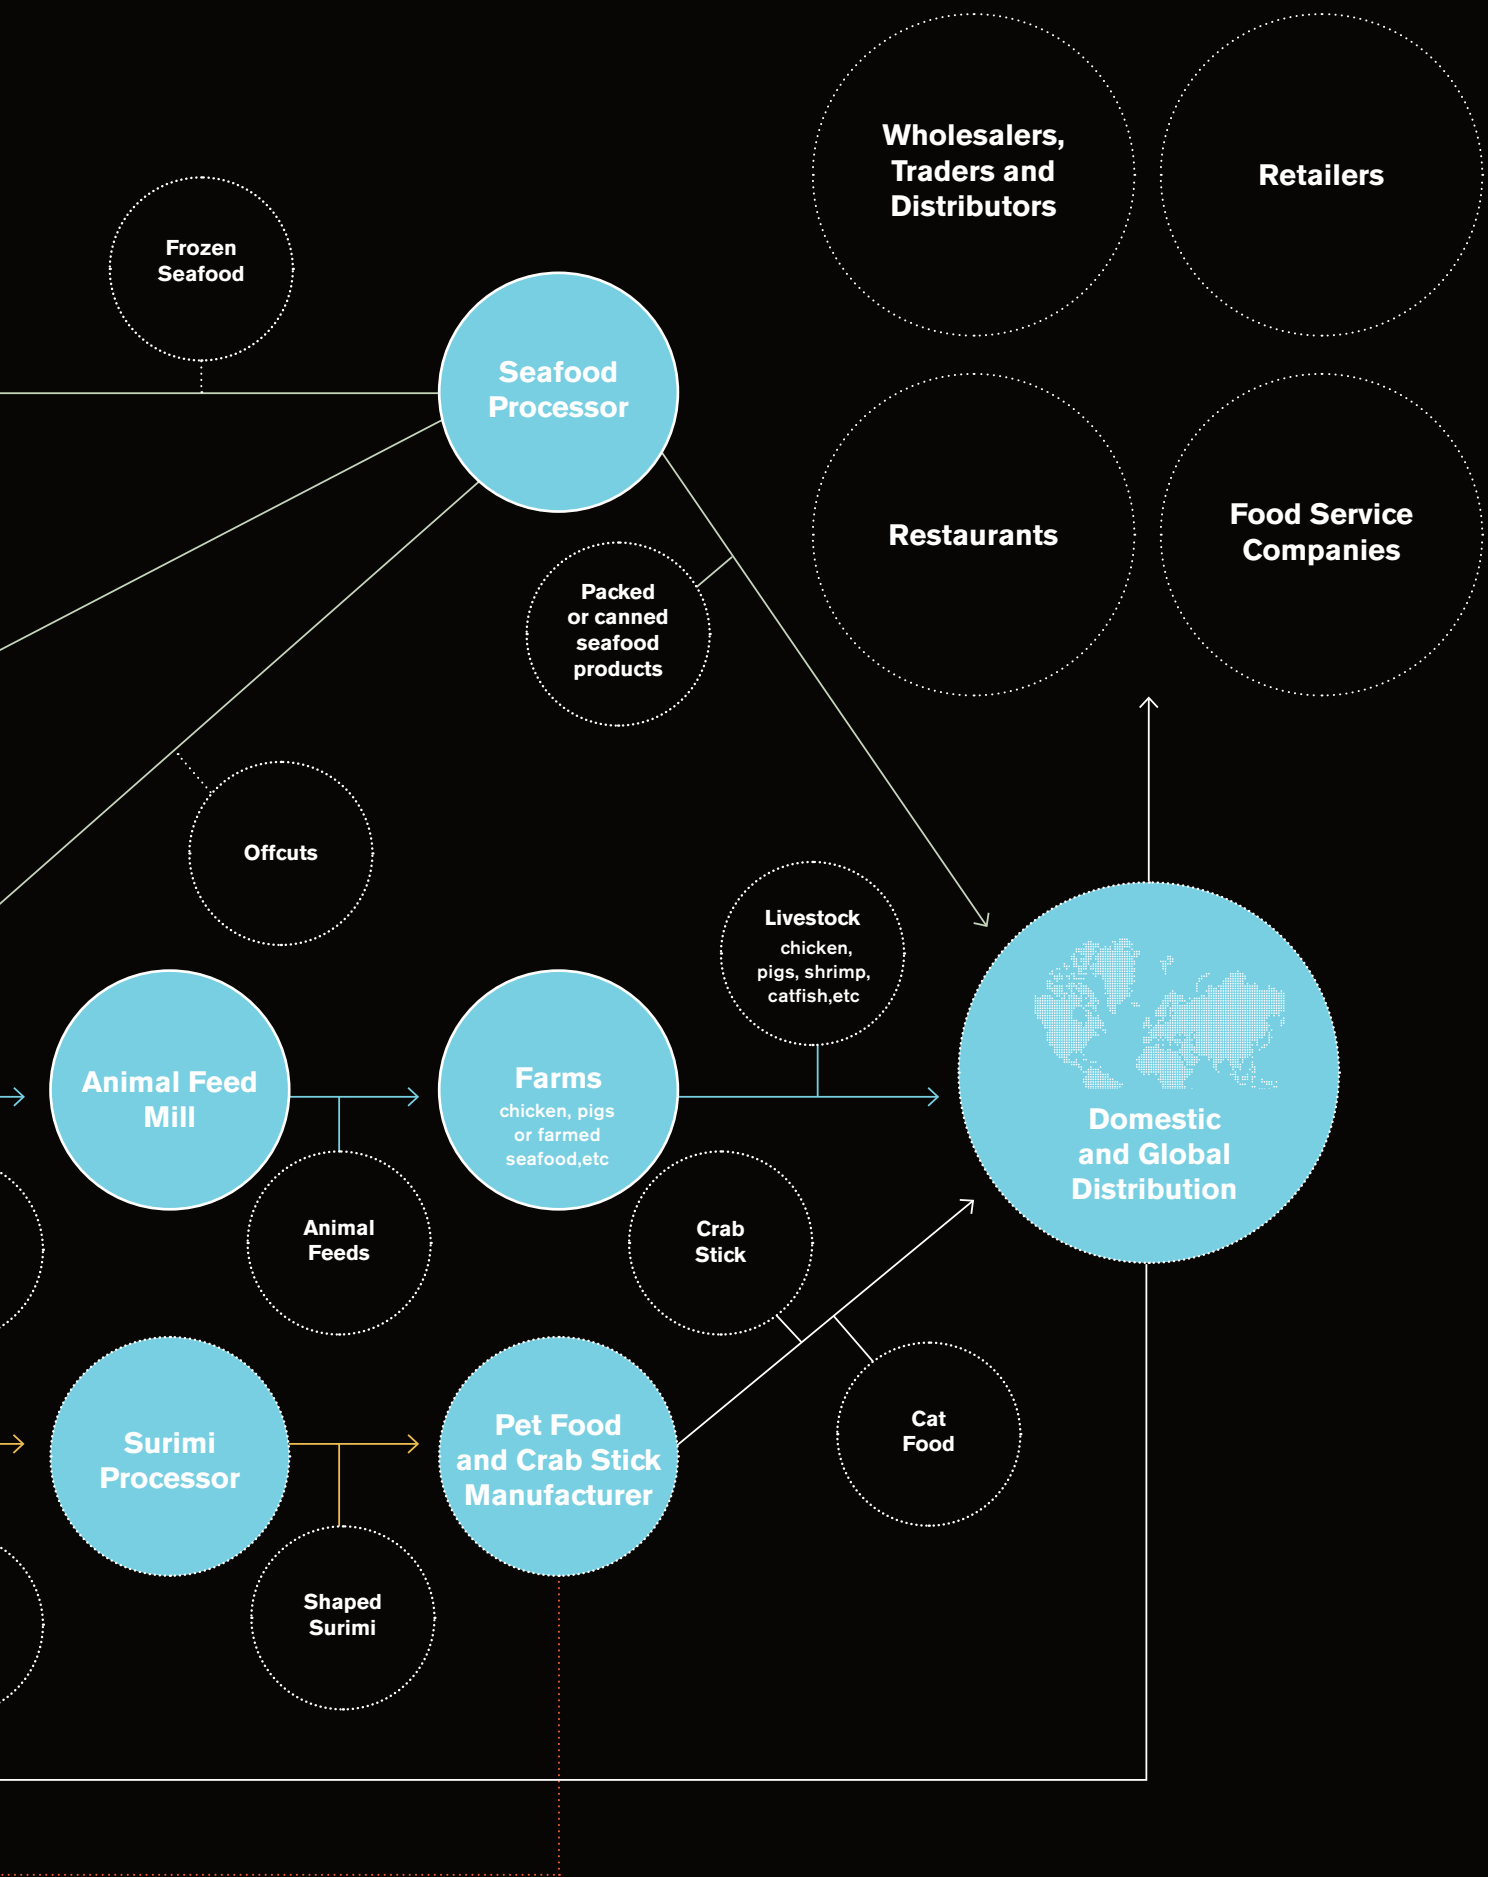 Wholesalers,
Traders and
Distributors
Retailers
Frozen
Seafood
Seafood
Processor
Restaurants
Food Service
Companies
Packed
or canned
seafood
products
Offcuts
Livestock
chicken,
pigs, shrimp,
catfish,etc
Animal Feed
Mill
Farms
chicken, pigs
or farmed
seafood,etc
Domestic
and Global
Distribution
Animal
Feeds
Crab
Stick
Cat
Food
Surimi
Processor
Pet Food
and Crab Stick
Manufacturer
Shaped
Surimi